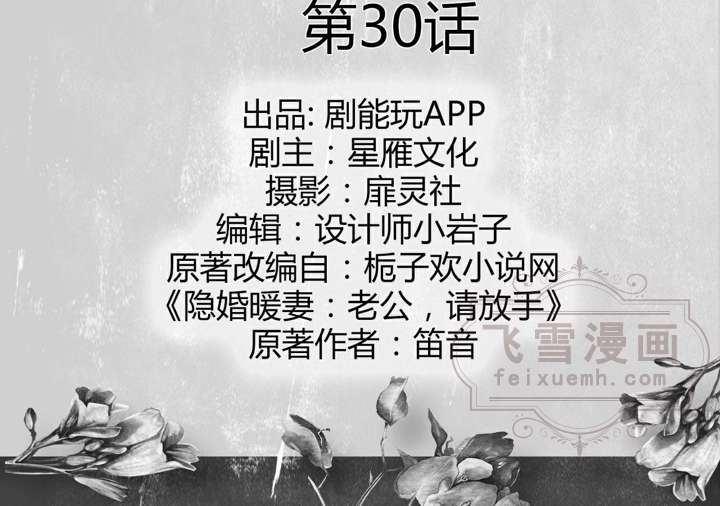 第30话
出品: 剧能玩APP
剧主：星雁文化
摄影：雇灵社
编辑：设计师小岩子
原著改编自：栀子欢小说网
《隐婚暖妻：老公，请放手》
原著作者：笛音
飞雪漫画
feixuemh.com